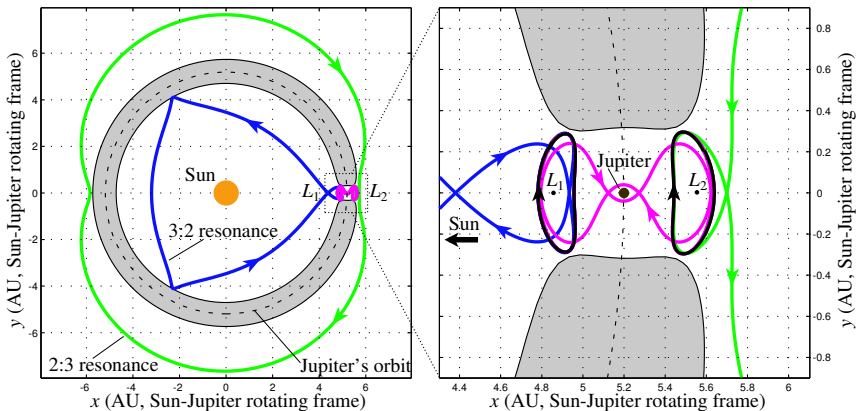 y (AU, Sun-Jupiter rotating frame)
6
4
2
0
-2
-4
-6
-6
-4
-2
0
2
4
6
x (AU, Sun-Jupiter rotating frame)
Sun
L1
L2
3:2 resonance
2:3 resonance
Jupiter's orbit
0.8
0.6
0.4
0.2
0
-0.2
-0.4
-0.6
-0.8
4.4
4.6
4.8
5
5.2
5.4
5.6
5.8
6
x (AU, Sun-Jupiter rotating frame)
y (AU, Sun-Jupiter rotating frame)
Jupiter
L1
L2
Sun